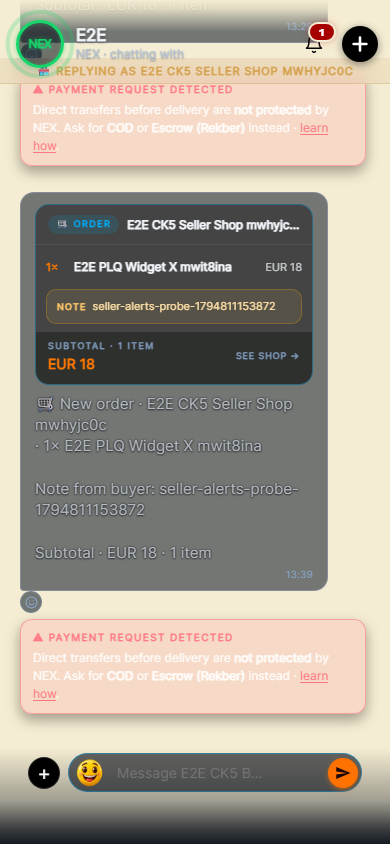 Subtotal · EUR 18 · 1 item
13:29
NEX
E2E
NEX · chatting with
1
REPLYING AS E2E CK5 SELLER SHOP MWHYJC0C
PAYMENT REQUEST DETECTED
Direct transfers before delivery are not protected by
NEX. Ask for COD or Escrow (Rekber) instead · learn
how.
ORDER
E2E CK5 Seller Shop mwhyjc...
1×
E2E PLQ Widget X mwit8ina
EUR 18
NOTE
seller-alerts-probe-1794811153872
SUBTOTAL · 1 ITEM
EUR 18
SEE SHOP →
New order · E2E CK5 Seller Shop
mwhyjc0c
· 1× E2E PLQ Widget X mwit8ina
Note from buyer: seller-alerts-probe-
1794811153872
Subtotal · EUR 18 · 1 item
13:39
PAYMENT REQUEST DETECTED
Direct transfers before delivery are not protected by
NEX. Ask for COD or Escrow (Rekber) instead · learn
how.
Message E2E CK5 B...